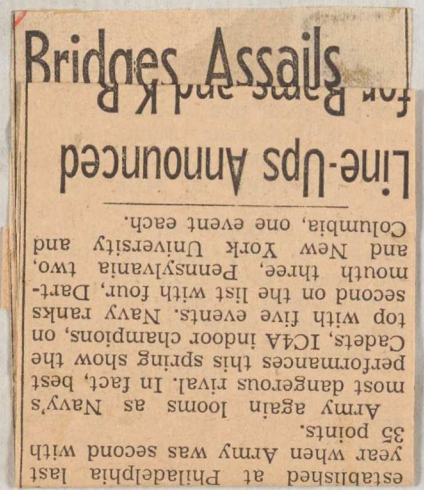 Bridges Assails
established at Philadelphia last
year when Army was second with
35 points.
Army again looms as Navy's
most dangerous rival. In fact, best
performances this spring show the
Cadets, IC4A indoor champions, on
top with five events. Navy ranks
second on the list with four, Dart-
mouth three, Pennsylvania two,
and New York University and
Columbia, one event each.
Line-Ups Announced
for Rams and K R